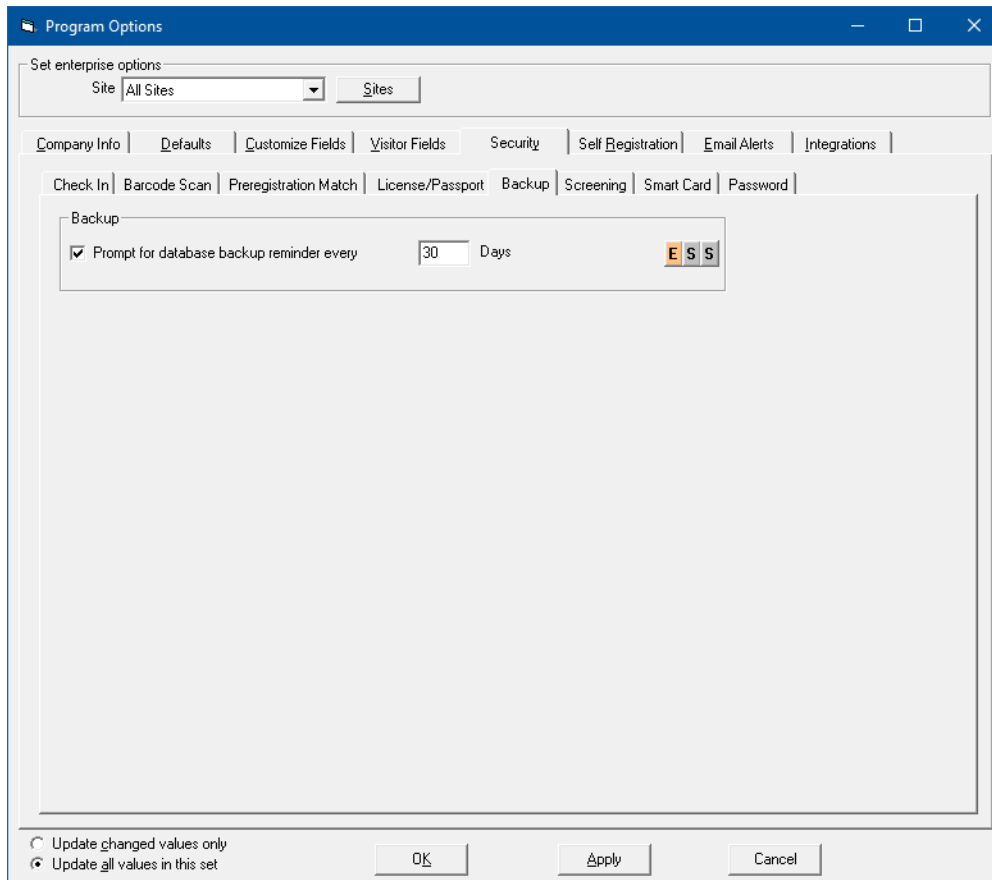 Program Options
Set enterprise options
Site All Sites Sites
Company Info Defaults Customize Fields Visitor Fields Security Self Registration Email Alerts Integrations
Check In Barcode Scan Preregistration Match License/Passport Backup Screening Smart Card Password
Backup
Prompt for database backup reminder every 30 Days E S S
Update changed values only
Update all values in this set
OK Apply Cancel